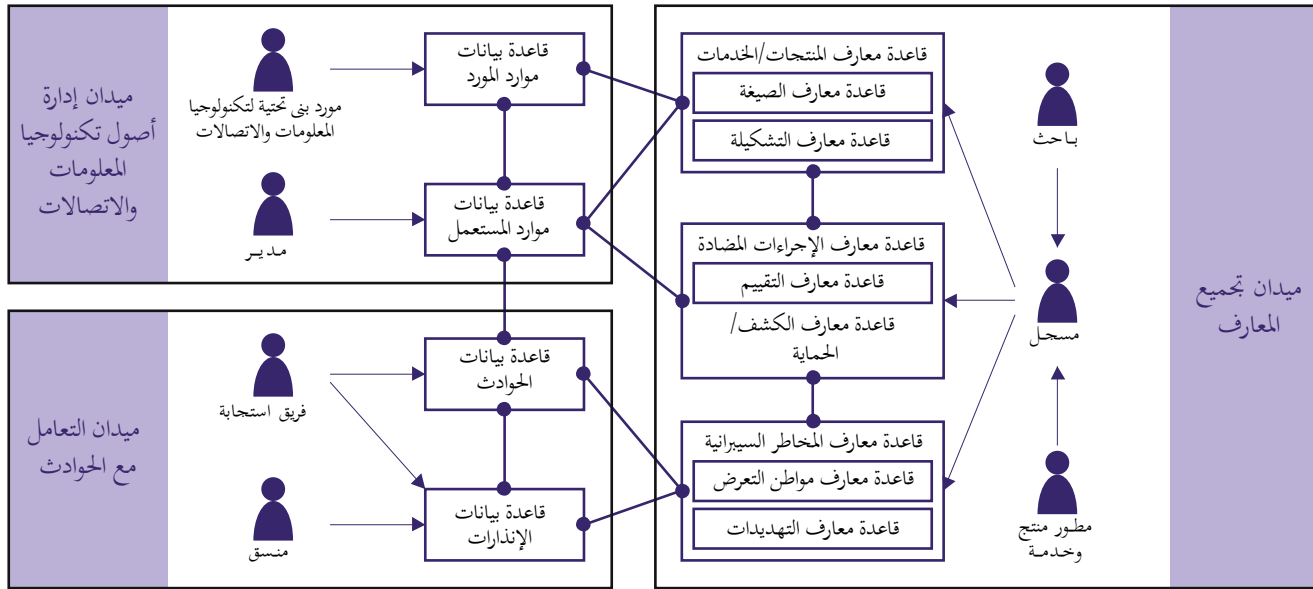 ميدان تجميع
المعارف
باحث
مسجل
مطور منتج
وخدمة
قاعدة معارف المنتجات/الخدمات
قاعدة معارف الصيغة
قاعدة معارف التشكيلة
قاعدة معارف الإجراءات المضادة
قاعدة معارف التقييم
قاعدة معارف الكشف/
الحماية
قاعدة معارف المخاطر السيبرانية
قاعدة معارف مواطن التعرض
قاعدة معارف التهديدات
قاعدة بيانات
موارد المورد
قاعدة بيانات
موارد المستعمل
مورد بنى تحتية لتكنولوجيا
المعلومات والاتصالات
مدير
ميدان إدارة
أصول تكنولوجيا
المعلومات
والاتصالات
قاعدة بيانات
الحوادث
قاعدة بيانات
الإنذارات
فريق استجابة
منسق
ميدان التعامل
مع الحوادث